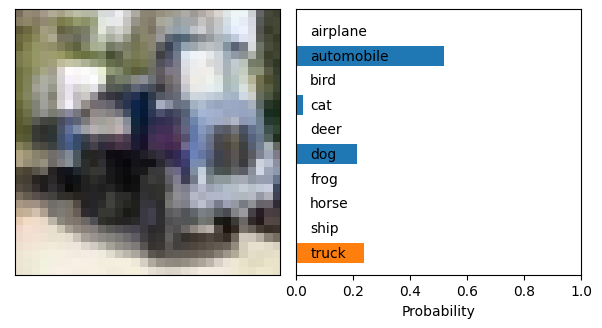 airplane
automobile
bird
cat
deer
dog
frog
horse
ship
truck
0.0 0.2 0.4 0.6 0.8 1.0
Probability